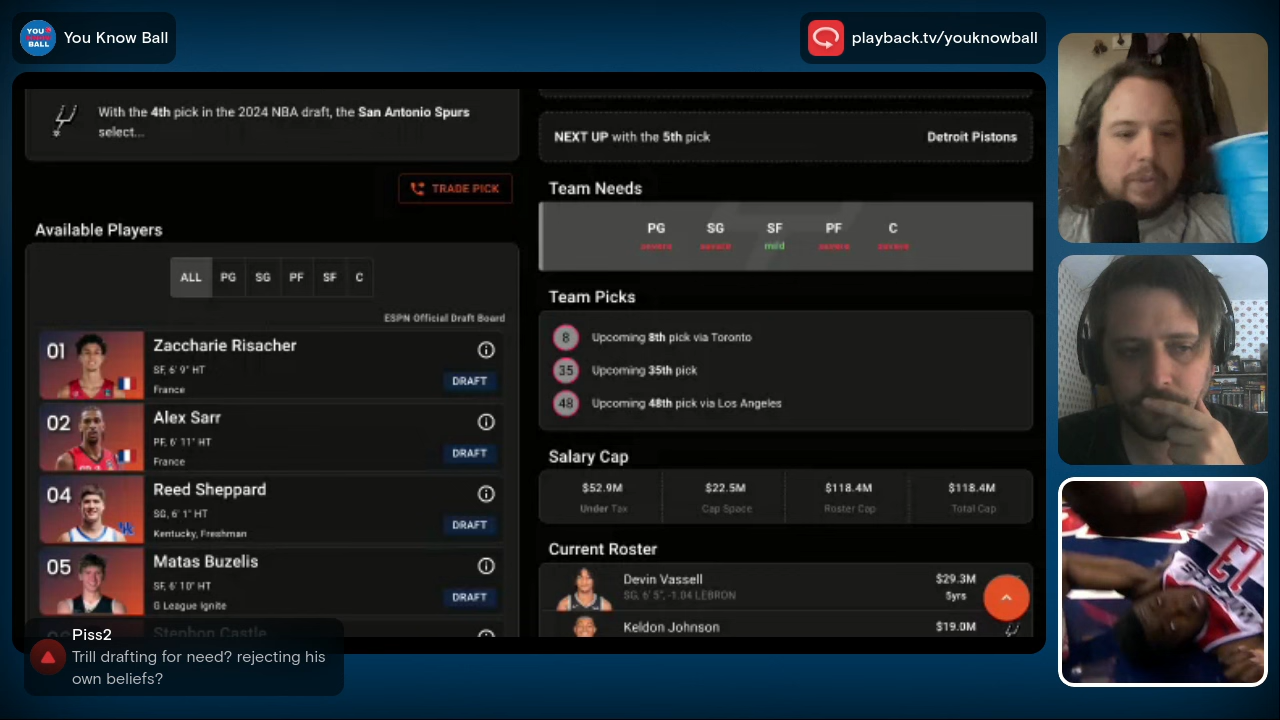 YOU KNOW BALL
You Know Ball
playback.tv/youknowball
With the 4th pick in the 2024 NBA draft, the San Antonio Spurs
select...
TRADE PICK
Available Players
ALL PG SG PF SF C
ESPN Official Draft Board
01
Zaccharie Risacher
SF, 6' 9" HT
France
DRAFT
02
Alex Sarr
PF, 6' 11" HT
France
DRAFT
04
Reed Sheppard
SG, 6' 1" HT
Kentucky, Freshman
DRAFT
05
Matas Buzelis
SF, 6' 10" HT
G League Ignite
DRAFT
Stephon Castle
NEXT UP with the 5th pick
Detroit Pistons
Team Needs
PG SG SF PF C
severe severe mild severe severe
Team Picks
8 Upcoming 8th pick via Toronto
35 Upcoming 35th pick
48 Upcoming 48th pick via Los Angeles
Salary Cap
$52.9M $22.5M $118.4M $118.4M
Under Tax Cap Space Roster Cap Total Cap
Current Roster
Devin Vassell
SG, 6' 5", -1.04 LEBRON
$29.3M
5yrs
Keldon Johnson
$19.0M
Piss2
Trill drafting for need? rejecting his
own beliefs?
13